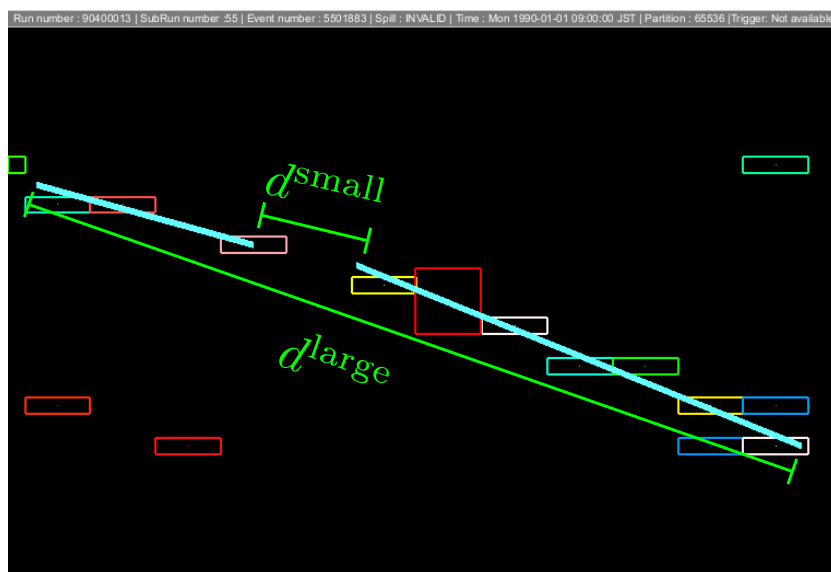 Run number : 90400013 | SubRun number :55 | Event number : 5501883 | Spill : INVALID | Time : Mon 1990-01-01 09:00:00 JST | Partition : 65536 |Trigger: Not available
d^small
d^large